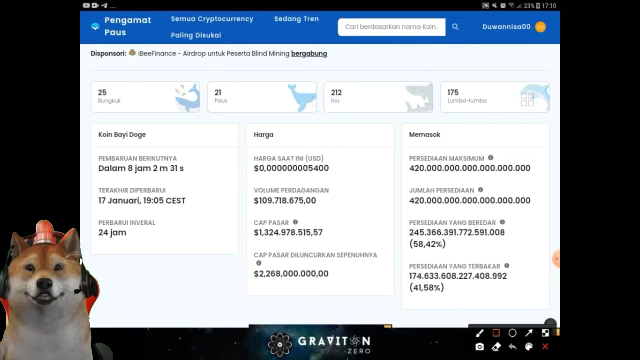 23% 17:10
Pengamat
Paus
Semua Cryptocurrency
Sedang Tren
Paling Disukai
Cari berdasarkan nama Koin..
Duwannisa00
Disponsori: iBeeFinance - Airdrop untuk Peserta Blind Mining bergabung
25
Bungkuk
21
Paus
212
hiu
175
Lumba-lumba
Koin Bayi Doge
PEMBARUAN BERIKUTNYA
Dalam 8 jam 2 m 31 s
TERAKHIR DIPERBARUI
17 Januari, 19:05 CEST
PERBARUI INVERAL
24 jam
Harga
HARGA SAAT INI (USD)
$0,000000005400
VOLUME PERDAGANGAN
$109.718.675,00
CAP PASAR
$1,324.978.515,57
CAP PASAR DILUNCURKAN SEPENUHNYA
$2,268,000.000,00
Memasok
PERSEDIAAN MAKSIMUM
420.000.000.000.000.000
JUMLAH PERSEDIAAN
420.000.000.000.000.000
PERSEDIAAN YANG BEREDAR
245.366.391.772.591.008
(58,42%)
PERSEDIAAN YANG TERBAKAR
174.633.608.227.408.992
(41,58%)
GRAVITON
ZERO